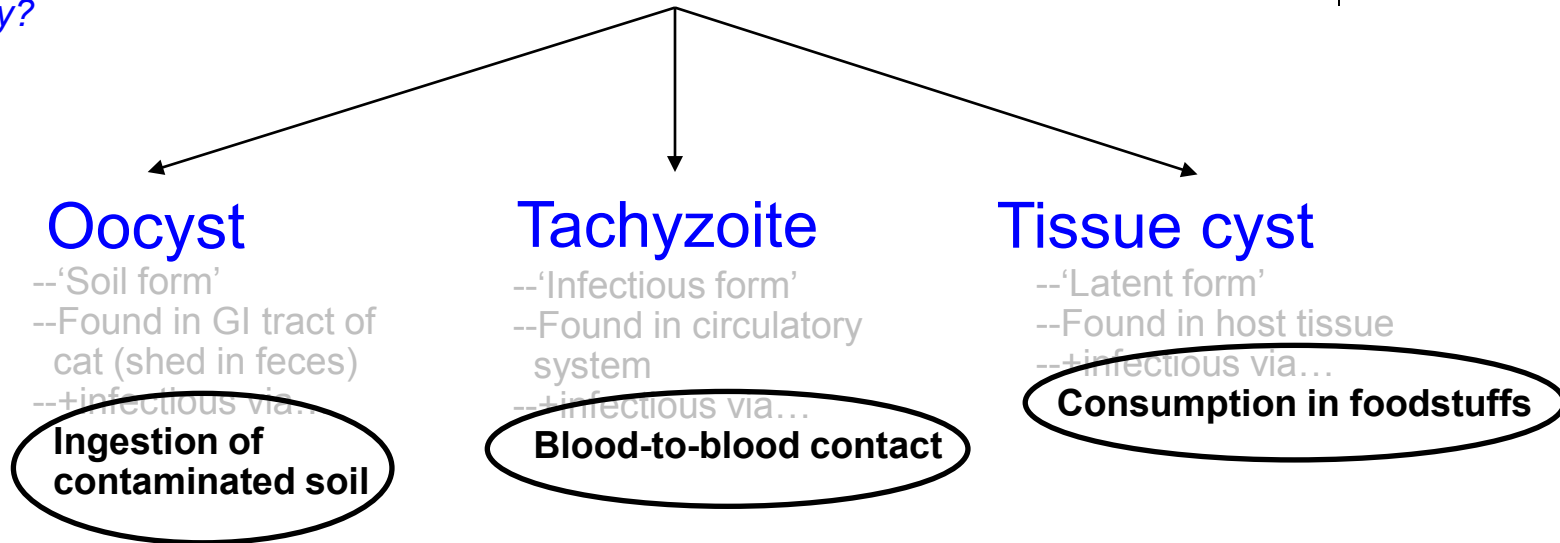 y?
Oocyst
--‘Soil form’
--Found in GI tract of
cat (shed in feces)
--+infectious via…
Ingestion of
contaminated soil
Tachyzoite
--‘Infectious form’
--Found in circulatory
system
--+infectious via…
Blood-to-blood contact
Tissue cyst
--‘Latent form’
--Found in host tissue
--+infectious via…
Consumption in foodstuffs